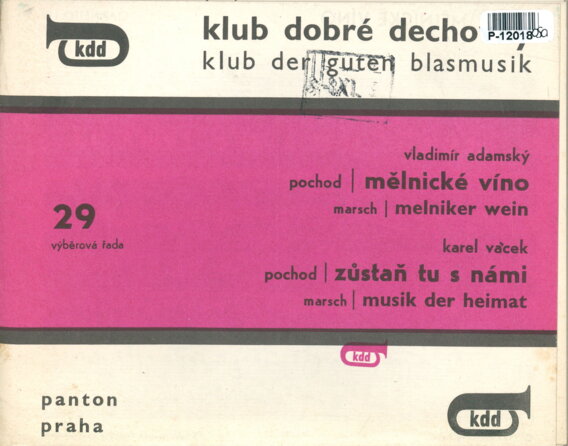 kdd
klub dobré decho
klub der guten blasmusik
P-12018
vladimír adamský
pochod | mělnické víno
marsch | melniker wein
29
výběrová řada
karel vacek
pochod | zůstaň tu s námi
marsch | musik der heimat
kdd
panton
praha
kdd